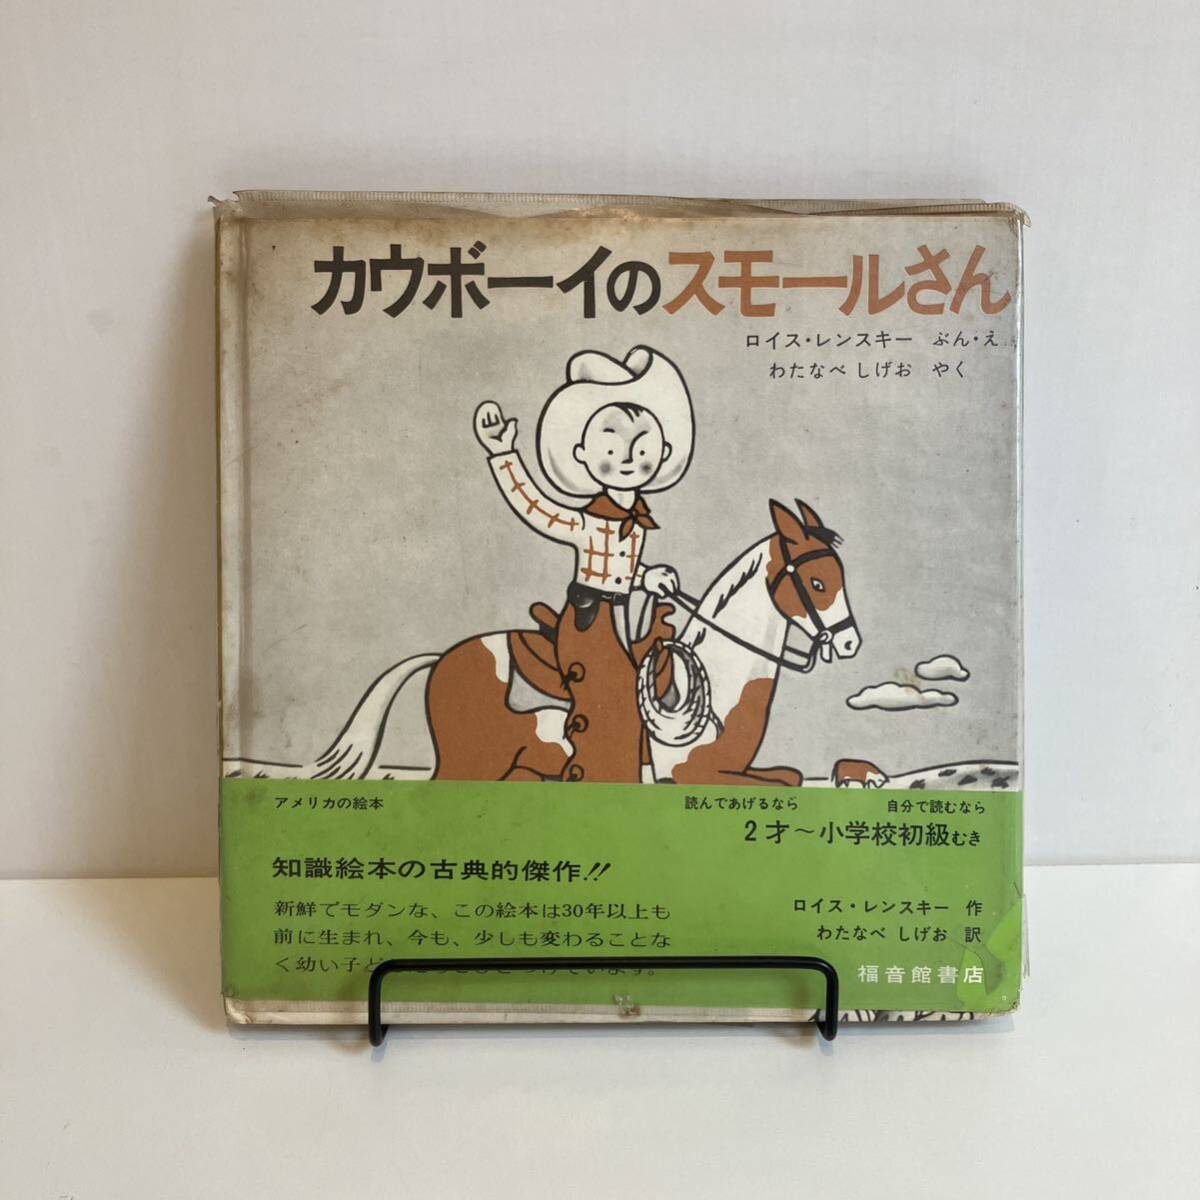 カウボーイのスモールさん
ロイス・レンスキー ぶん・え
わたなべ しげお やく
アメリカの絵本
読んであげるなら 自分で読むなら
2才～小学校初級むき
知識絵本の古典的傑作!!
新鮮でモダンな、この絵本は30年以上も
前に生まれ、今も、少しも変わることな
く幼い子ど
ロイス・レンスキー 作
わたなべ しげお 訳
福音館書店